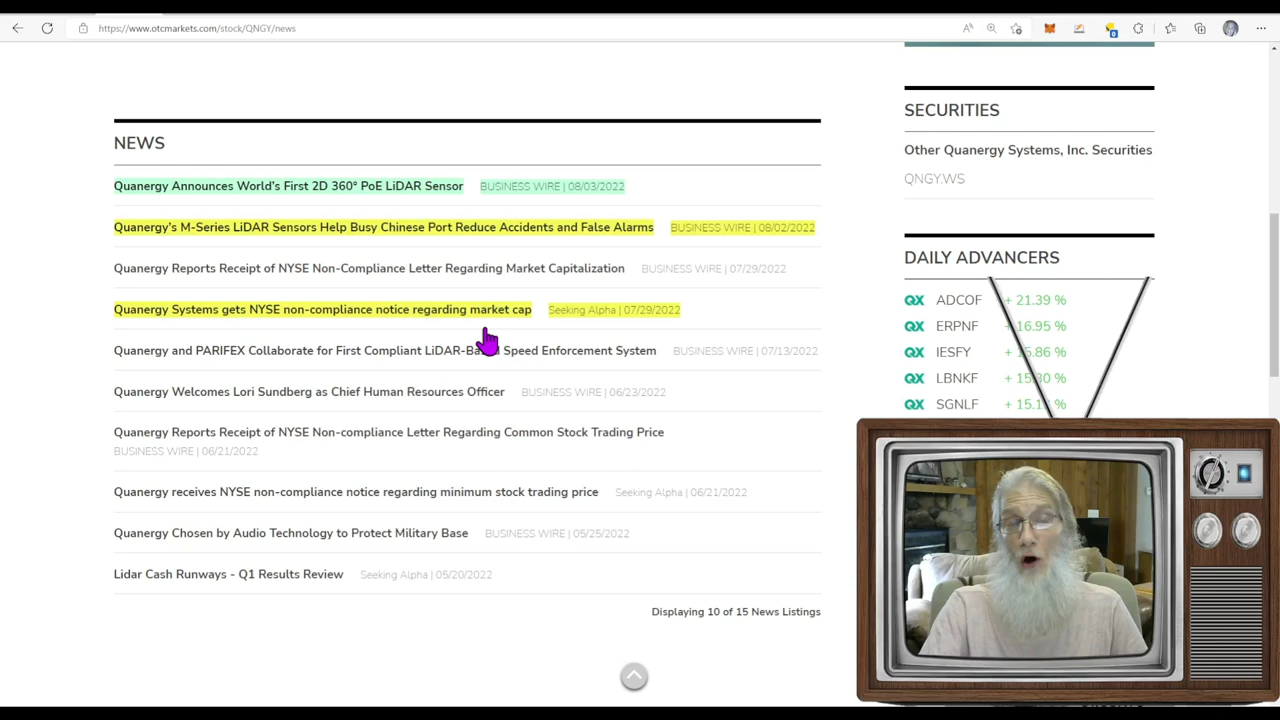 https://www.otcmarkets.com/stock/QNGY/news
NEWS
Quanergy Announces World's First 2D 360° PoE LiDAR Sensor BUSINESS WIRE | 08/03/2022
Quanergy's M-Series LiDAR Sensors Help Busy Chinese Port Reduce Accidents and False Alarms BUSINESS WIRE | 08/02/2022
Quanergy Reports Receipt of NYSE Non-Compliance Letter Regarding Market Capitalization BUSINESS WIRE | 07/29/2022
Quanergy Systems gets NYSE non-compliance notice regarding market cap Seeking Alpha | 07/29/2022
Quanergy and PARIFEX Collaborate for First Compliant LiDAR-Based Speed Enforcement System BUSINESS WIRE | 07/13/2022
Quanergy Welcomes Lori Sundberg as Chief Human Resources Officer BUSINESS WIRE | 06/23/2022
Quanergy Reports Receipt of NYSE Non-compliance Letter Regarding Common Stock Trading Price
BUSINESS WIRE | 06/21/2022
Quanergy receives NYSE non-compliance notice regarding minimum stock trading price Seeking Alpha | 06/21/2022
Quanergy Chosen by Audio Technology to Protect Military Base BUSINESS WIRE | 05/25/2022
Lidar Cash Runways - Q1 Results Review Seeking Alpha | 05/20/2022
Displaying 10 of 15 News Listings
SECURITIES
Other Quanergy Systems, Inc. Securities
QNGY.WS
DAILY ADVANCERS
QX ADCOF + 21.39 %
QX ERPNF + 16.95 %
QX IESFY
QX LBNKF
QX SGNLF